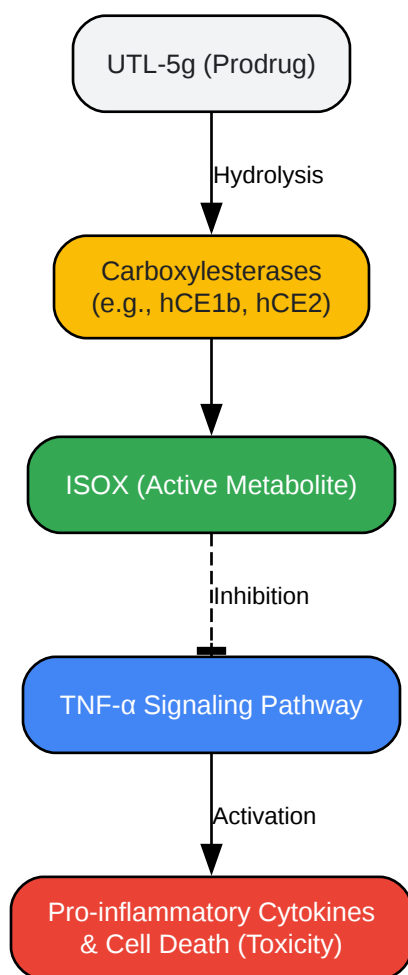 UTL-5g (Prodrug)
Hydrolysis
Carboxylesterases
(e.g., hCE1b, hCE2)
ISOX (Active Metabolite)
Inhibition
TNF-α Signaling Pathway
Activation
Pro-inflammatory Cytokines
& Cell Death (Toxicity)